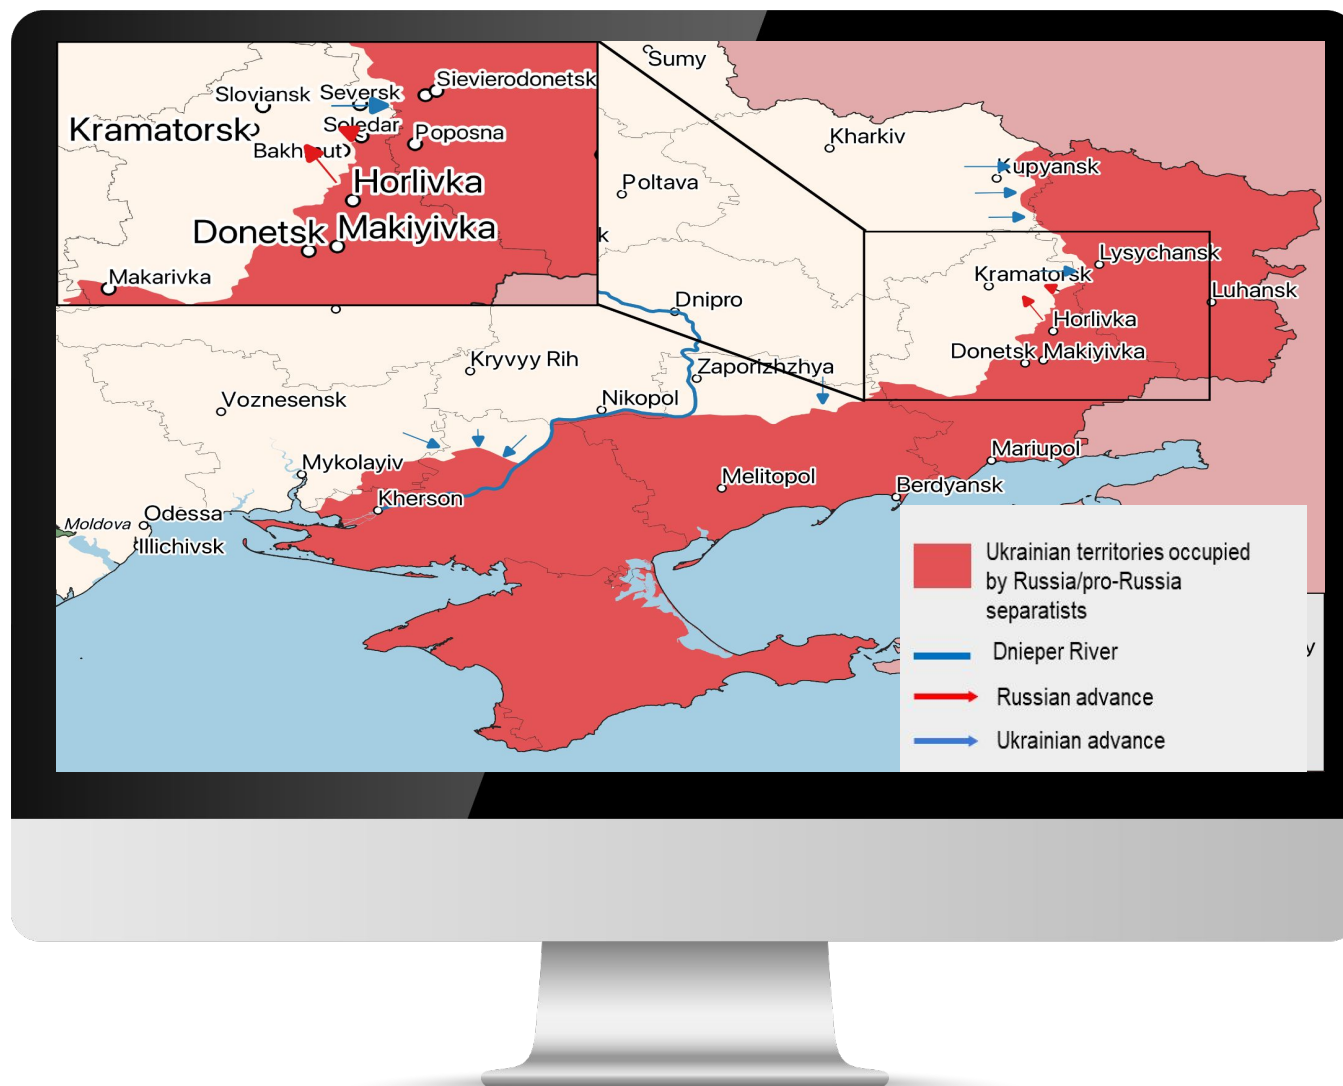 Sloviansk
Seversk
Sievierodonetsk
Kramatorsk
Soledar
Poposna
Bakhmut
Horlivka
Donetsk
Makiyivka
Makarivka
Sumy
Kharkiv
Poltava
k
Kupyansk
Lysychansk
Kramatorsk
Luhansk
Dnipro
Horlivka
Donetsk
Makiyivka
Kryvyy Rih
Zaporizhzhya
Voznesensk
Nikopol
Mykolayiv
Mariupol
Melitopol
Kherson
Berdyansk
Moldova
Odessa
Illichivsk
Ukrainian territories occupied
by Russia/pro-Russia
separatists
Dnieper River
y
Russian advance
Ukrainian advance